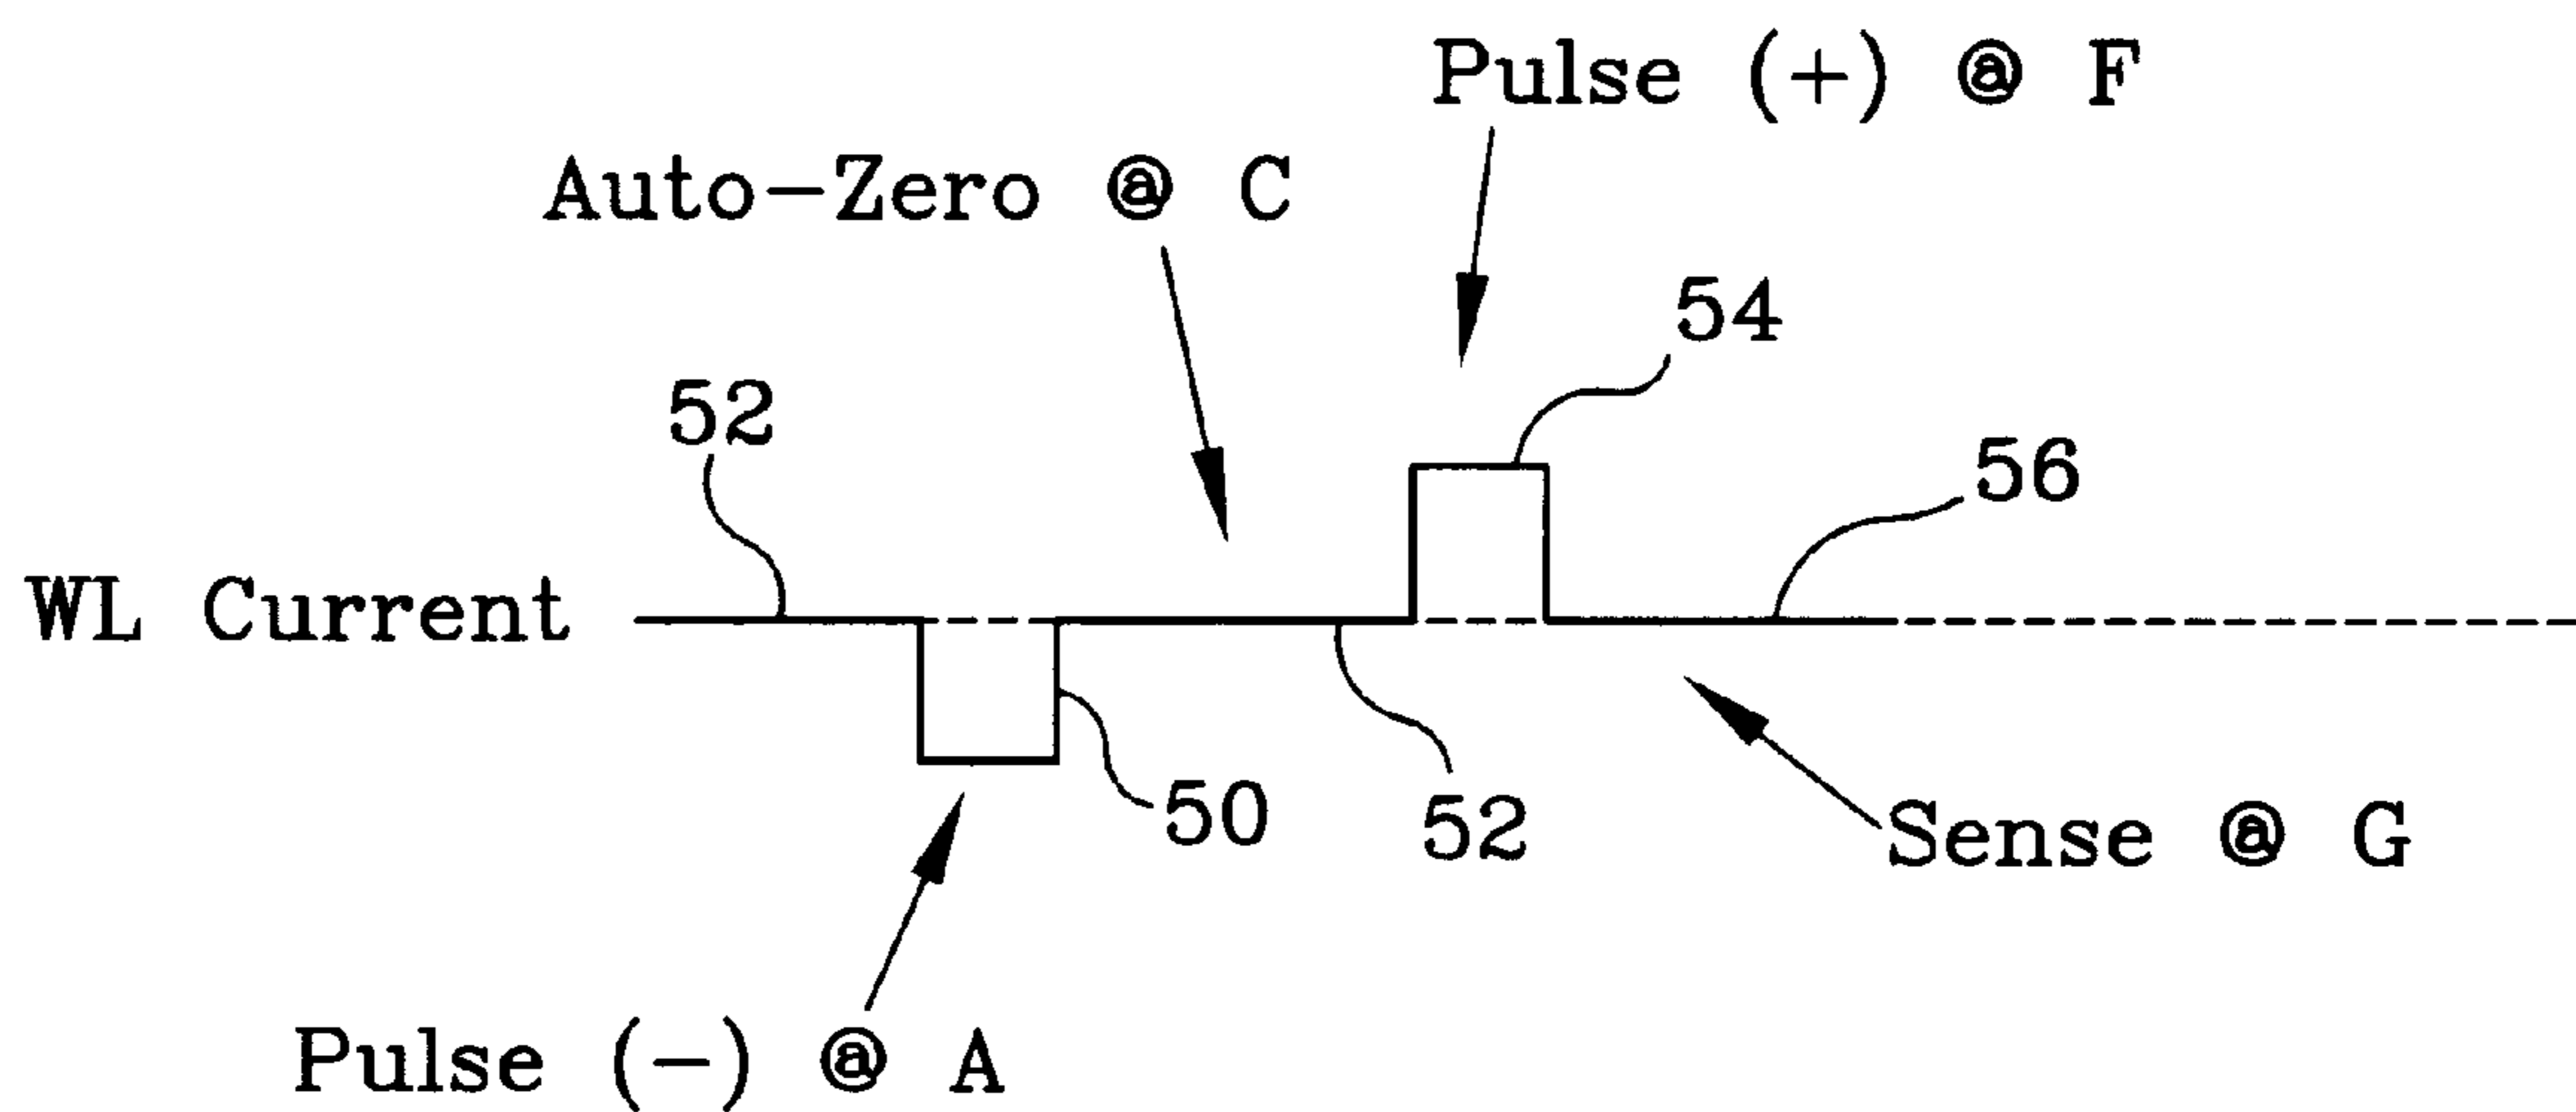 Pulse (+) @ F
Auto-Zero @ C
54
52
56
WL Current
50
52
Sense @ G
Pulse (-) @ A